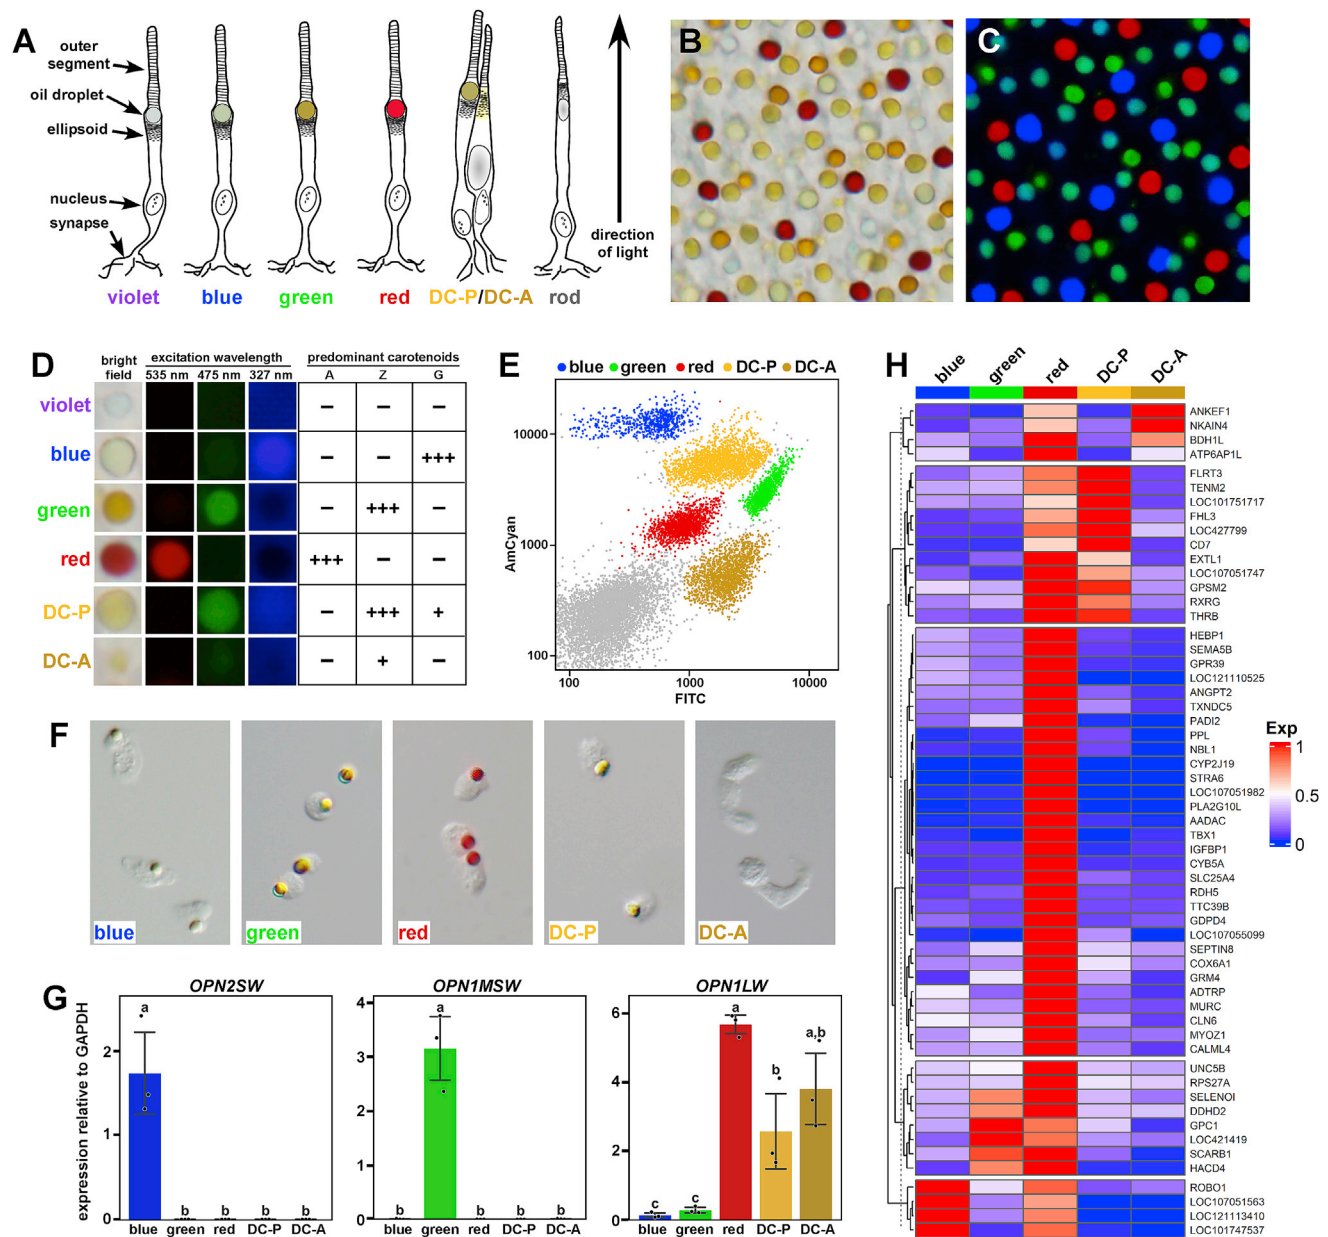 A
outer
segment
oil droplet
ellipsoid
nucleus
synapse
direction
of light
violet
blue
green
red
DC-P/DC-A
rod
B
C
D
bright
field
excitation wavelength
535 nm
475 nm
327 nm
predominant carotenoids
A
Z
G
violet
– – –
blue
– – +++
green
– +++ –
red
+++ – –
DC-P
– +++ +
DC-A
– + –
E
blue
green
red
DC-P
DC-A
AmCyan
10000
1000
100
100
1000
10000
FITC
F
blue
green
red
DC-P
DC-A
G
expression relative to GAPDH
OPN2SW
2
1
0
a
b
b
b
b
blue
green
red
DC-P
DC-A
OPN1MSW
4
3
2
1
0
b
a
b
b
b
blue
green
red
DC-P
DC-A
OPN1LW
6
4
2
0
c
c
a
b
a,b
blue
green
red
DC-P
DC-A
H
blue
green
red
DC-P
DC-A
ANKEF1
NKAIN4
BDH1L
ATP6AP1L
FLRT3
TENM2
LOC101751717
FHL3
LOC427799
CD7
EXTL1
LOC107051747
GPSM2
RXRG
THRB
HEBP1
SEMA5B
GPR39
LOC121110525
ANGPT2
TXNDC5
PADI2
PPL
NBL1
CYP2J19
STRA6
LOC107051982
PLA2G10L
AADAC
TBX1
IGFBP1
CYB5A
SLC25A4
RDH5
TTC39B
GDPD4
LOC107055099
SEPTIN8
COX6A1
GRM4
ADTRP
MURC
CLN6
MYOZ1
CALML4
UNC5B
RPS27A
SELENOI
DDHD2
GPC1
LOC421419
SCARB1
HACD4
ROBO1
LOC107051563
LOC121113410
LOC101747537
Exp
1
0.5
0